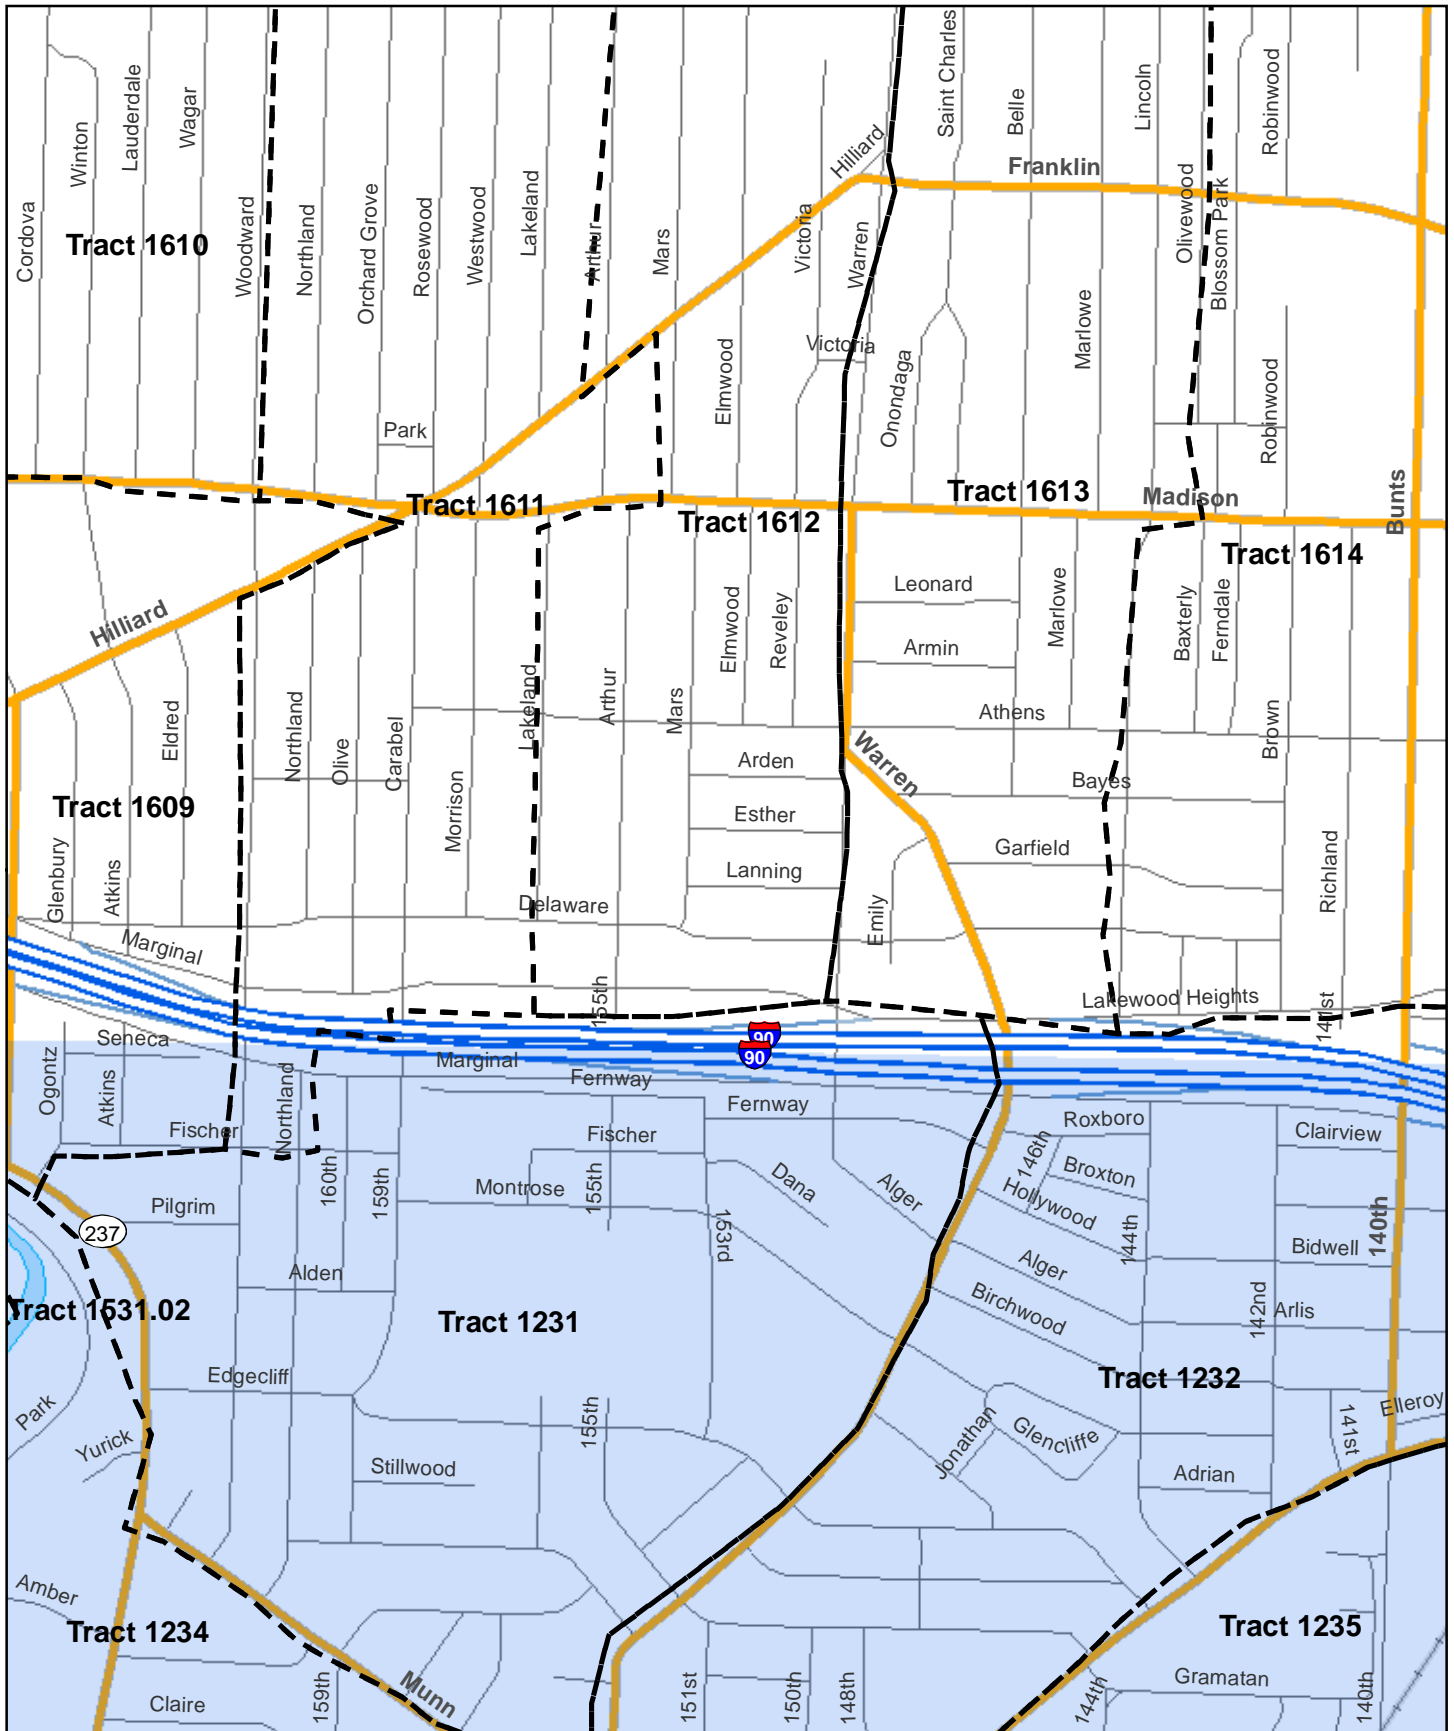 Saint Charles
Lauderdale
Lincoln
Wagar
Winton
Belle
Robinwood
Hilliard
Franklin
Cordova
Tract 1610
Woodward
Northland
Orchard Grove
Rosewood
Westwood
Lakeland
Arthur
Mars
Victoria
Warren
Olivewood
Blossom Park
Park
Elmwood
Victoria
Onondaga
Marlowe
Robinwood
Tract 1611
Tract 1612
Tract 1613
Madison
Bunts
Tract 1614
Hilliard
Leonard
Armin
Elmwood
Reveley
Marlowe
Baxterly
Ferndale
Eldred
Northland
Olive
Carabel
Lakeland
Arthur
Mars
Athens
Brown
Arden
Warren
Bayes
Tract 1609
Morrison
Esther
Garfield
Lanning
Richland
Glenbury
Atkins
Delaware
Emily
Marginal
155th
Lakewood Heights
141st
90
90
Seneca
Marginal
Fernway
Ogontz
Atkins
Northland
Fernway
Fischer
Fischer
Roxboro
Clairview
146th
Broxton
160th
159th
Montrose
155th
Dana
Alger
Hollywood
Pilgrim
237
153rd
144th
140th
Bidwell
Alden
Alger
Birchwood
142nd
Arlis
Tract 1531.02
Tract 1231
Edgecliff
Tract 1232
Park
Yurick
155th
Jonathan
Glencliffe
141st
Elleroy
Stillwood
Adrian
Amber
Tract 1234
Tract 1235
Munn
Claire
159th
151st
150th
148th
144th
Gramatan
140th